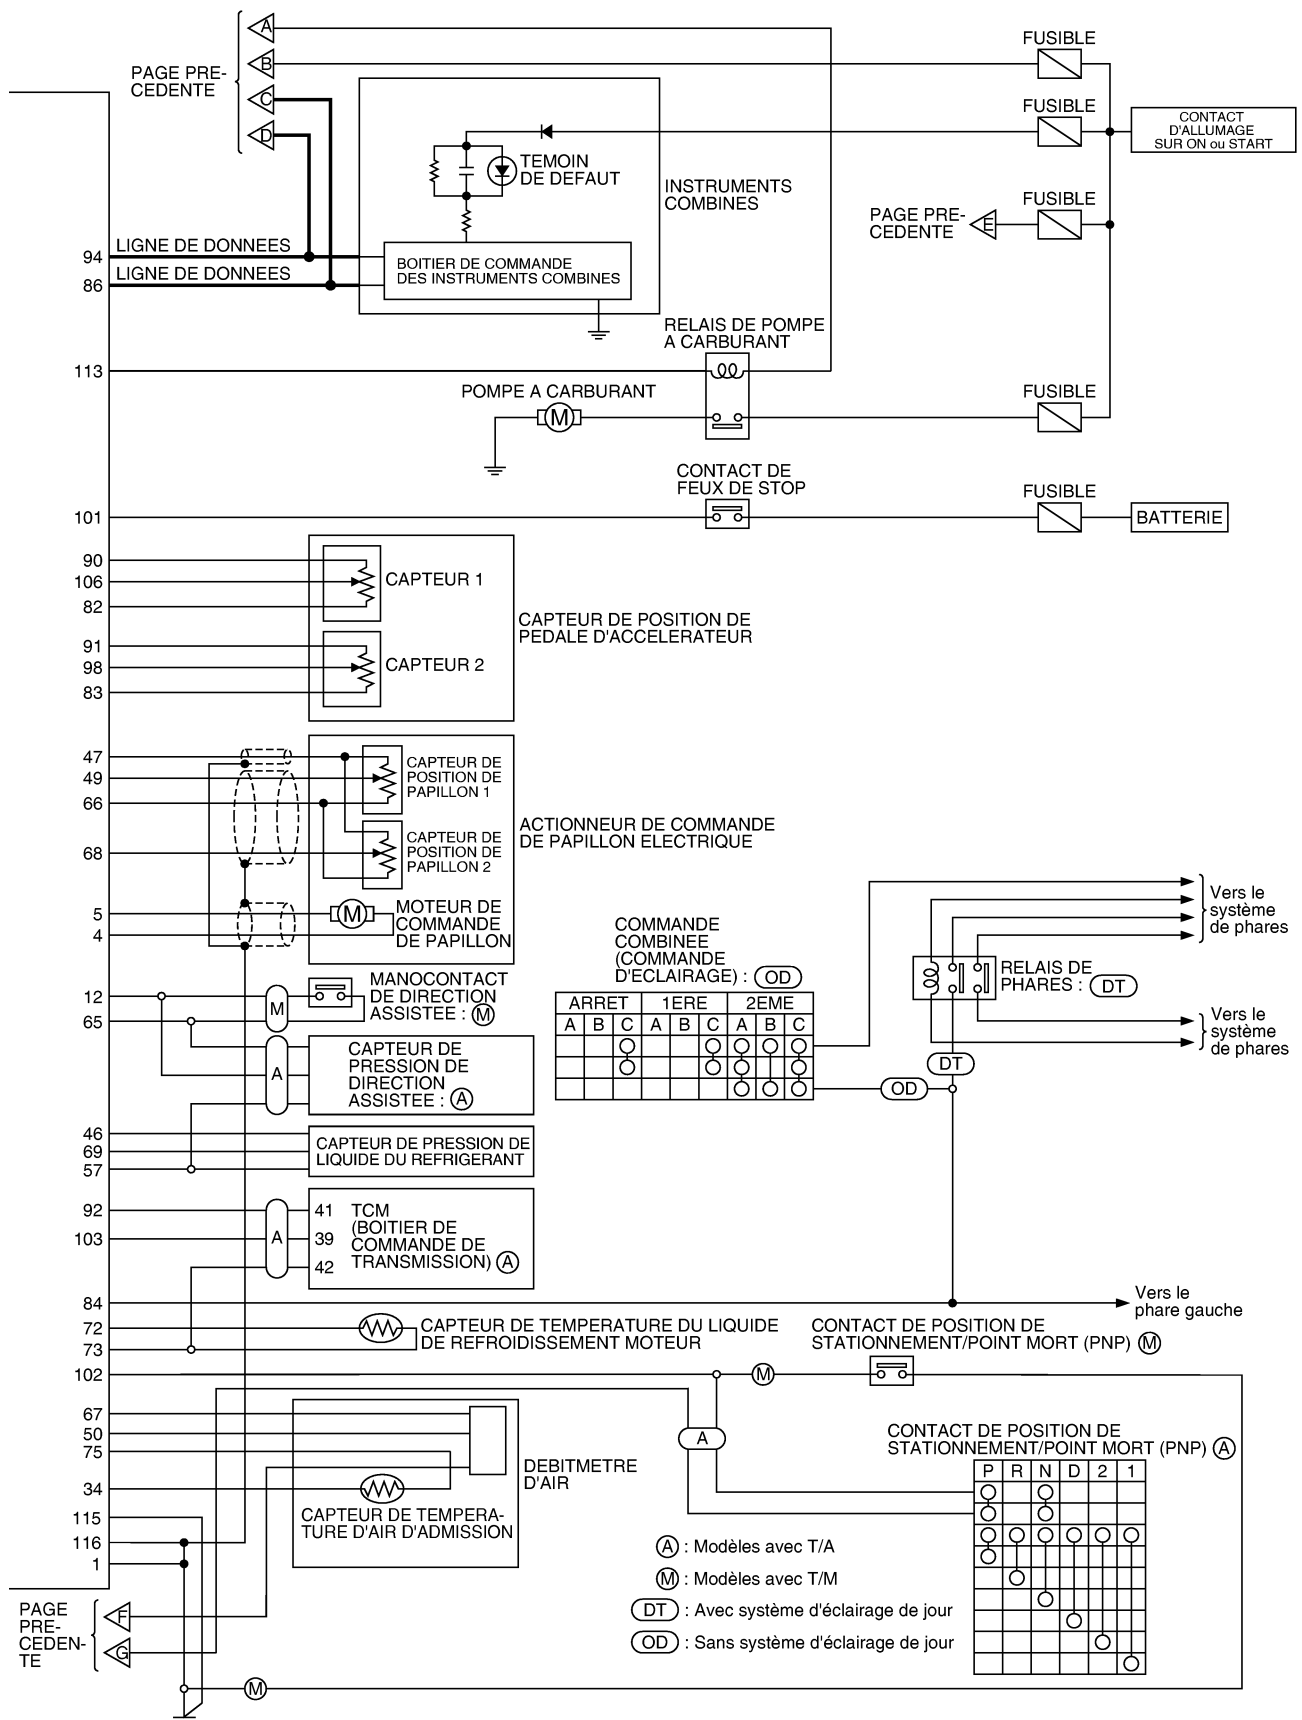 A
B
C
D
PAGE PRE-
CEDENTE
FUSIBLE
FUSIBLE
CONTACT
D'ALLUMAGE
SUR ON ou START
TEMOIN
DE DEFAUT
INSTRUMENTS
COMBINES
FUSIBLE
PAGE PRE-
CEDENTE
E
94
LIGNE DE DONNEES
86
LIGNE DE DONNEES
BOITIER DE COMMANDE
DES INSTRUMENTS COMBINES
RELAIS DE POMPE
A CARBURANT
113
POMPE A CARBURANT
M
FUSIBLE
CONTACT DE
FEUX DE STOP
101
FUSIBLE
BATTERIE
90
106
82
CAPTEUR 1
91
98
83
CAPTEUR 2
CAPTEUR DE POSITION DE
PEDALE D'ACCELERATEUR
47
49
66
68
CAPTEUR DE
POSITION DE
PAPILLON 1
CAPTEUR DE
POSITION DE
PAPILLON 2
ACTIONNEUR DE COMMANDE
DE PAPILLON ELECTRIQUE
5
4
M
MOTEUR DE
COMMANDE
DE PAPILLON
COMMANDE
COMBINEE
(COMMANDE
D'ECLAIRAGE) : OD
ARRET 1ERE 2EME
A B C A B C A B C
Vers le
système
de phares
RELAIS DE
PHARES : DT
Vers le
système
de phares
DT
OD
12
65
M
MANOCONTACT
DE DIRECTION
ASSISTEE : M
A
CAPTEUR DE
PRESSION DE
DIRECTION
ASSISTEE : A
46
69
57
CAPTEUR DE PRESSION DE
LIQUIDE DU REFRIGERANT
92
103
A
41
39
42
TCM
(BOITIER DE
COMMANDE DE
TRANSMISSION) A
84
Vers le
phare gauche
72
73
CAPTEUR DE TEMPERATURE DU LIQUIDE
DE REFROIDISSEMENT MOTEUR
CONTACT DE POSITION DE
STATIONNEMENT/POINT MORT (PNP) M
102
M
67
50
75
34
DEBITMETRE
D'AIR
CAPTEUR DE TEMPERA-
TURE D'AIR D'ADMISSION
A
CONTACT DE POSITION DE
STATIONNEMENT/POINT MORT (PNP) A
P R N D 2 1
115
116
1
A : Modèles avec T/A
M : Modèles avec T/M
DT : Avec système d'éclairage de jour
OD : Sans système d'éclairage de jour
PAGE
PRE-
CEDEN-
TE
F
G
M